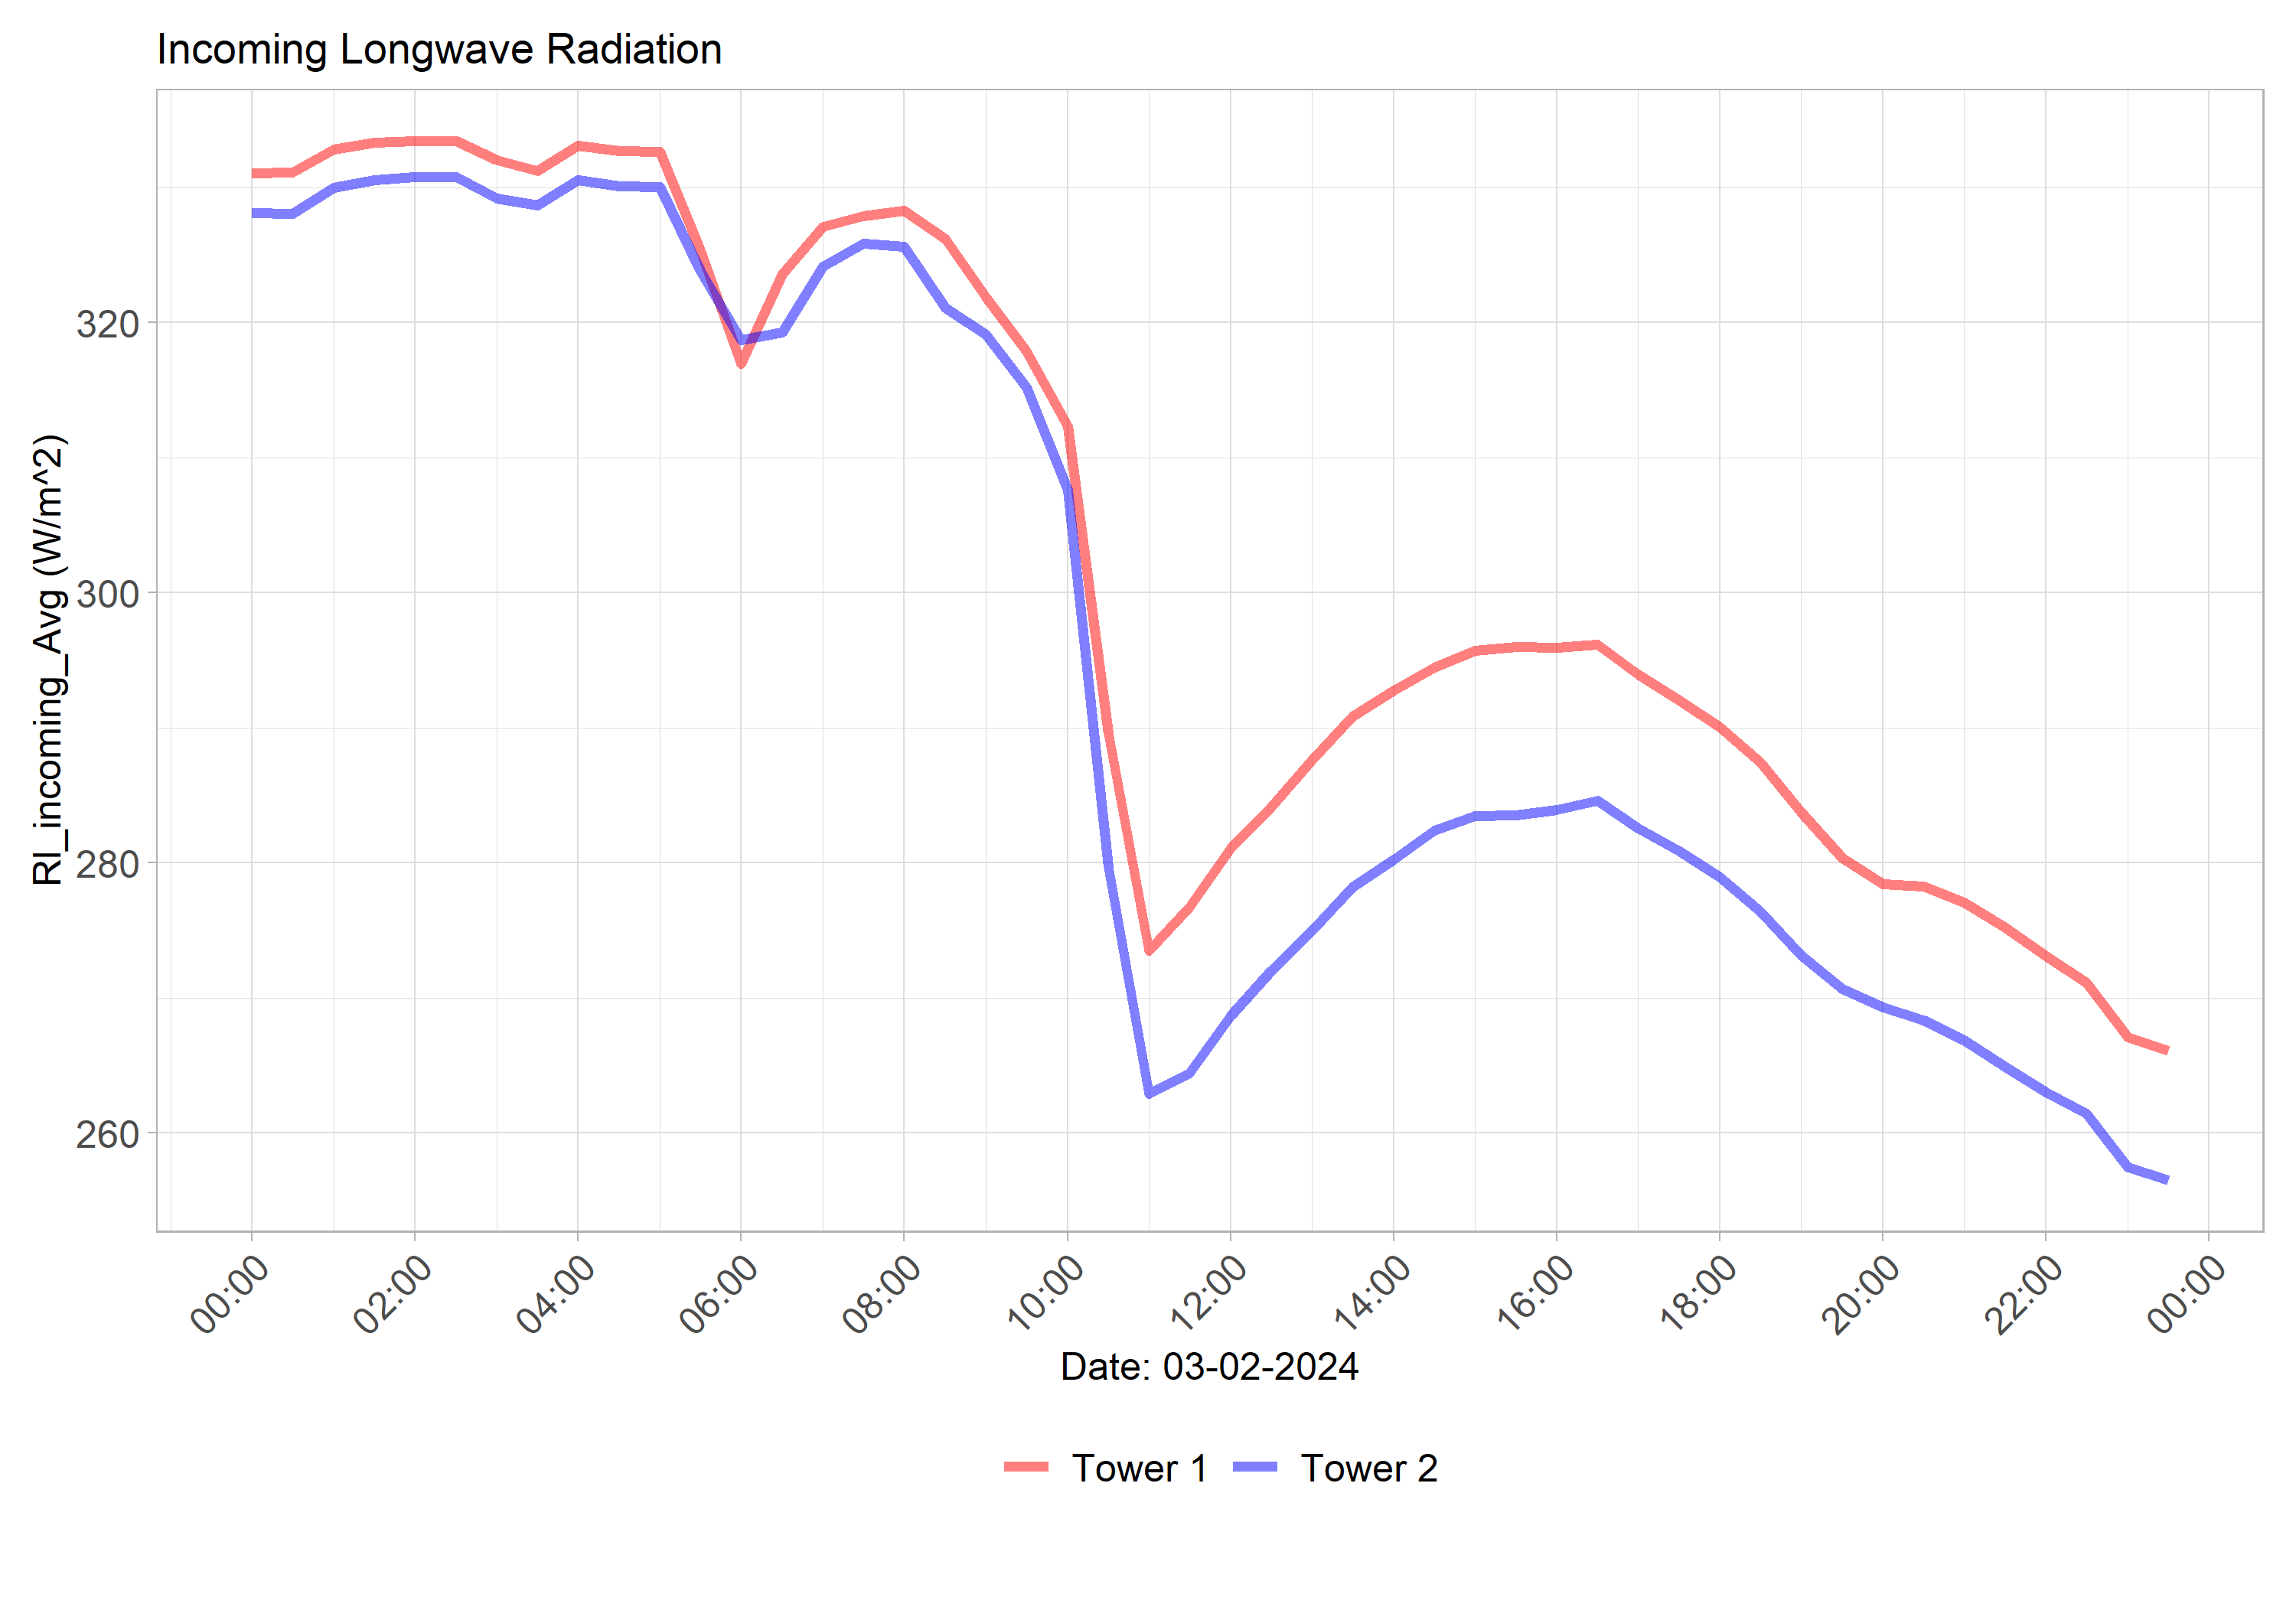 Incoming Longwave Radiation
Rl_incoming_Avg (W/m^2)
320
300
280
260
00:00 02:00 04:00 06:00 08:00 10:00 12:00 14:00 16:00 18:00 20:00 22:00 00:00
Date: 03-02-2024
Tower 1 Tower 2